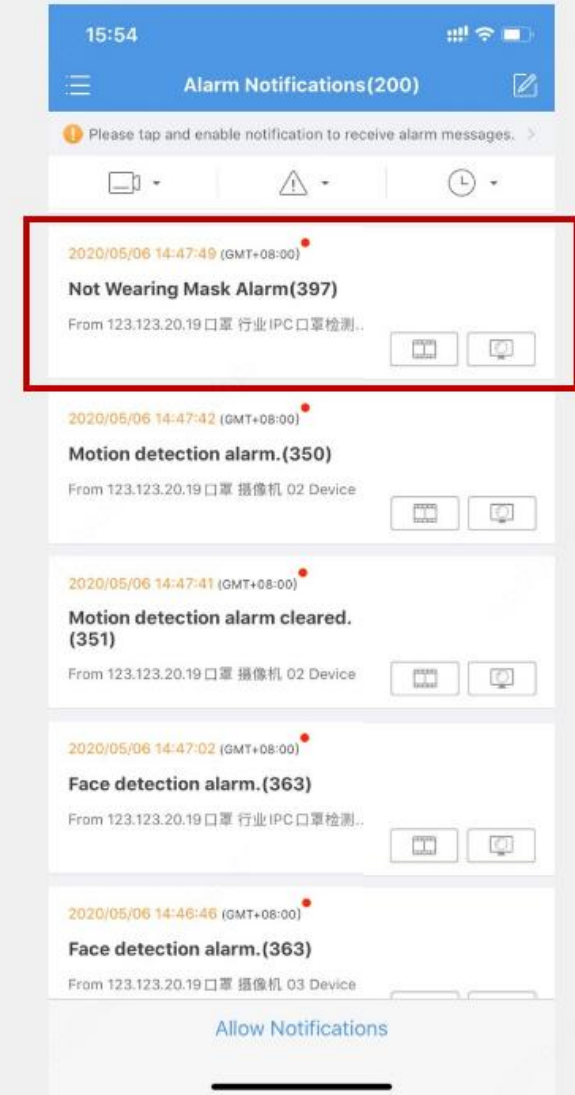 15:54
Alarm Notifications(200)
Please tap and enable notification to receive alarm messages.
2020/05/06 14:47:49 (GMT+08:00)
Not Wearing Mask Alarm(397)
From 123.123.20.19口罩 行业IPC口罩检测..
2020/05/06 14:47:42 (GMT+08:00)
Motion detection alarm.(350)
From 123.123.20.19口罩 摄像机 02 Device
2020/05/06 14:47:41 (GMT+08:00)
Motion detection alarm cleared.
(351)
From 123.123.20.19口罩 摄像机 02 Device
2020/05/06 14:47:02 (GMT+08:00)
Face detection alarm.(363)
From 123.123.20.19口罩 行业IPC口罩检测..
2020/05/06 14:46:46 (GMT+08:00)
Face detection alarm.(363)
From 123.123.20.19口罩 摄像机 03 Device
Allow Notifications